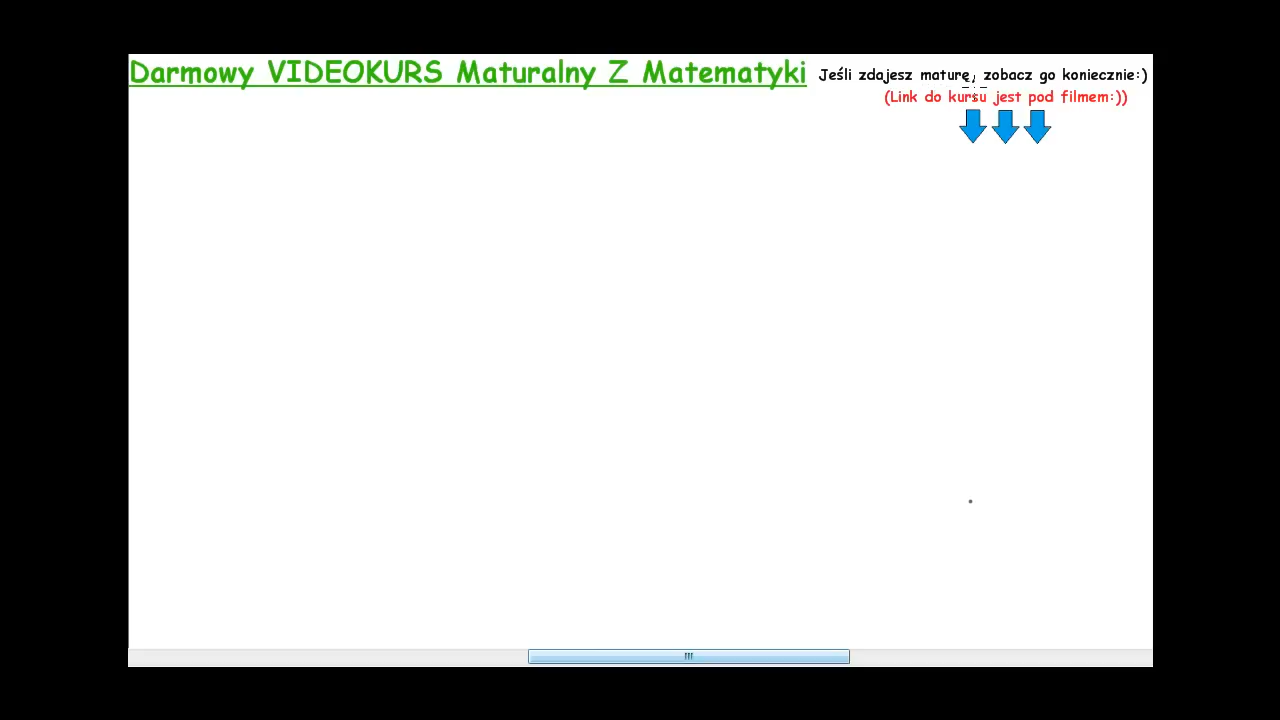 Darmowy VIDEOKURS Maturalny Z Matematyki
Jeśli zdajesz maturę, zobacz go koniecznie:)
(Link do kursu jest pod filmem:))